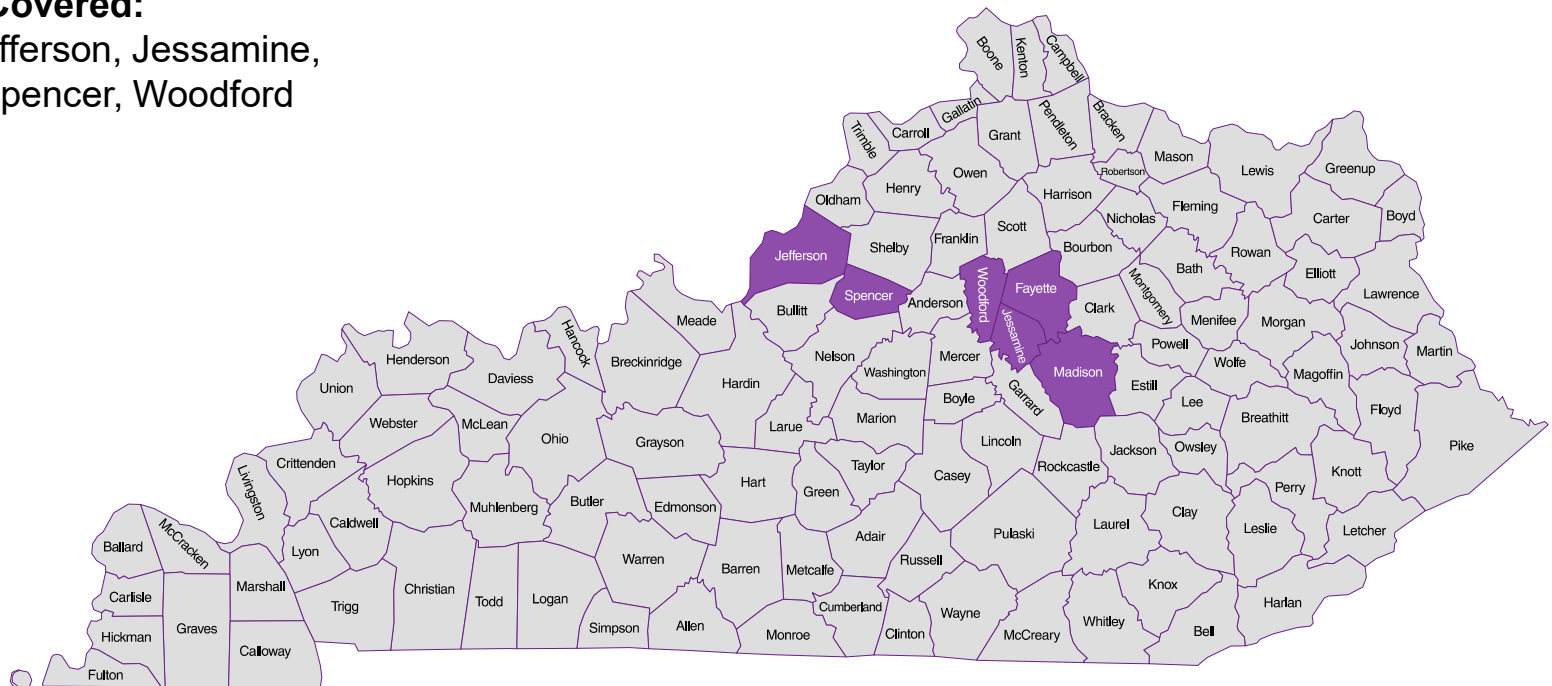 Covered:
fferson, Jessamine,
pencer, Woodford
Boone
Kenton
Campbell
Gallatin
Pendleton
Bracken
Trimble
Carroll
Grant
Mason
Lewis
Greenup
Robertson
Owen
Henry
Harrison
Oldham
Fleming
Nicholas
Carter
Boyd
Scott
Franklin
Shelby
Bourbon
Jefferson
Rowan
Bath
Elliott
Woodford
Fayette
Montgomery
Spencer
Anderson
Lawrence
Bullitt
Clark
Menifee
Morgan
Meade
Hancock
Jessamine
Powell
Johnson
Martin
Henderson
Breckinridge
Nelson
Mercer
Wolfe
Washington
Madison
Magoffin
Daviess
Union
Hardin
Estill
Boyle
Garrard
Lee
Floyd
Webster
McLean
Larue
Marion
Breathitt
Ohio
Grayson
Lincoln
Owsley
Pike
Jackson
Crittenden
Taylor
Rockcastle
Knott
Livingston
Hopkins
Hart
Green
Casey
Perry
Butler
Edmonson
Muhlenberg
Clay
Caldwell
Laurel
Leslie
Letcher
Pulaski
Adair
McCracken
Ballard
Lyon
Warren
Russell
Barren
Metcalfe
Marshall
Christian
Knox
Carlisle
Todd
Logan
Trigg
Cumberland
Wayne
Harlan
Graves
Simpson
Allen
Whitley
Hickman
Monroe
Clinton
McCreary
Bell
Calloway
Fulton